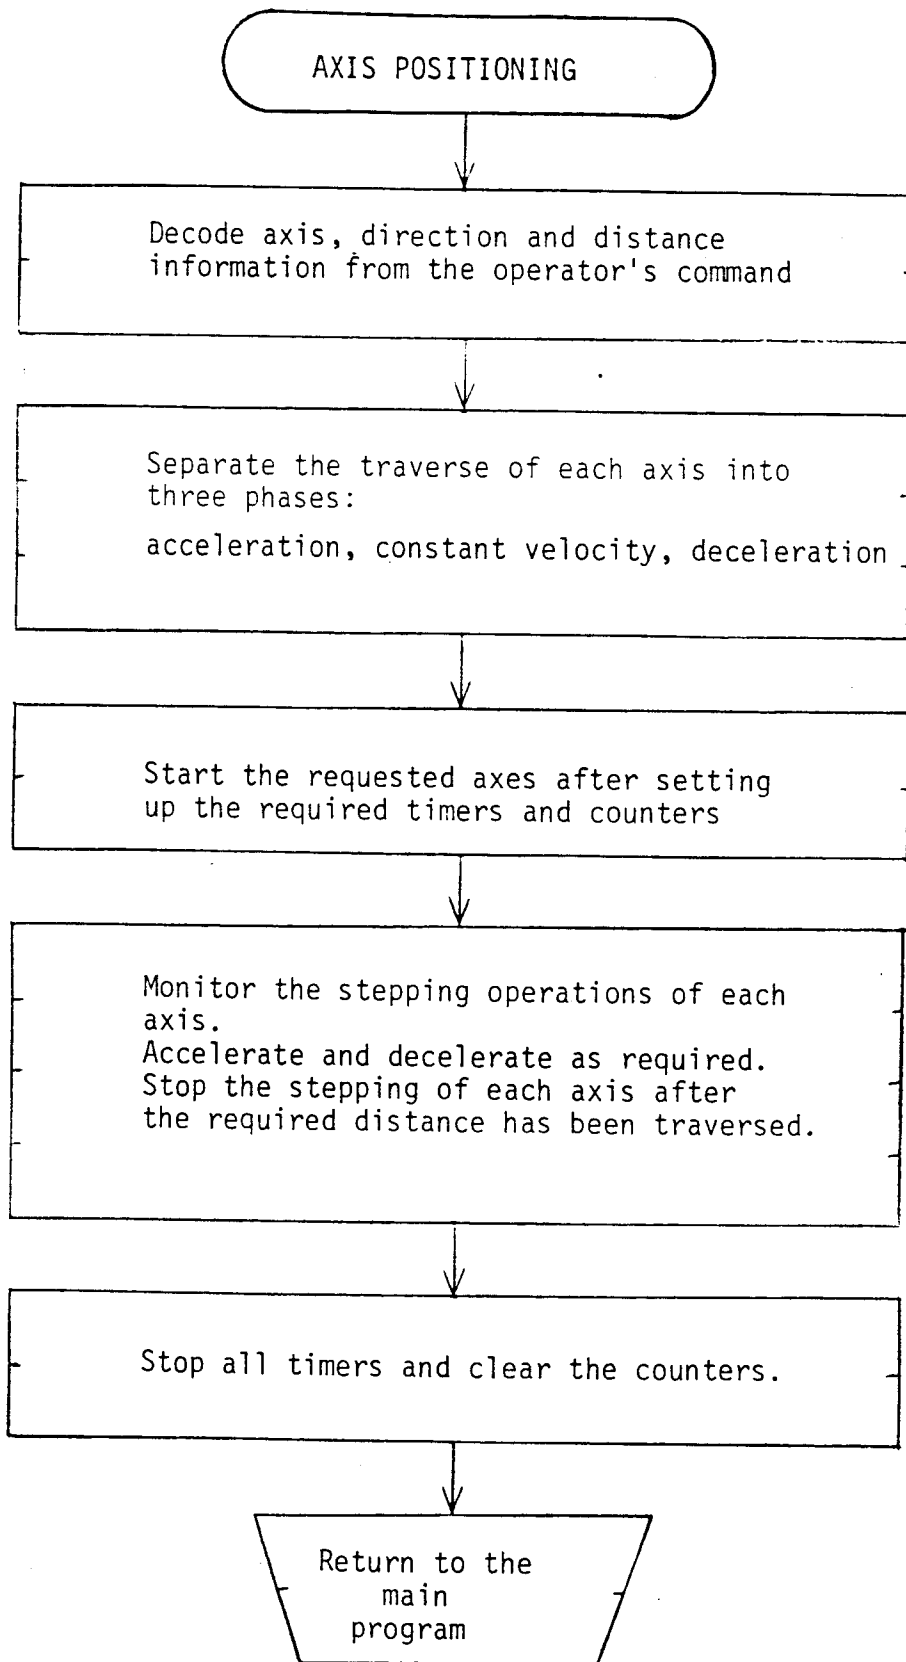 AXIS POSITIONING
Decode axis, direction and distance
information from the operator's command
Separate the traverse of each axis into
three phases:
acceleration, constant velocity, deceleration
Start the requested axes after setting
up the required timers and counters
Monitor the stepping operations of each
axis.
Accelerate and decelerate as required.
Stop the stepping of each axis after
the required distance has been traversed.
Stop all timers and clear the counters.
Return to the
main
program